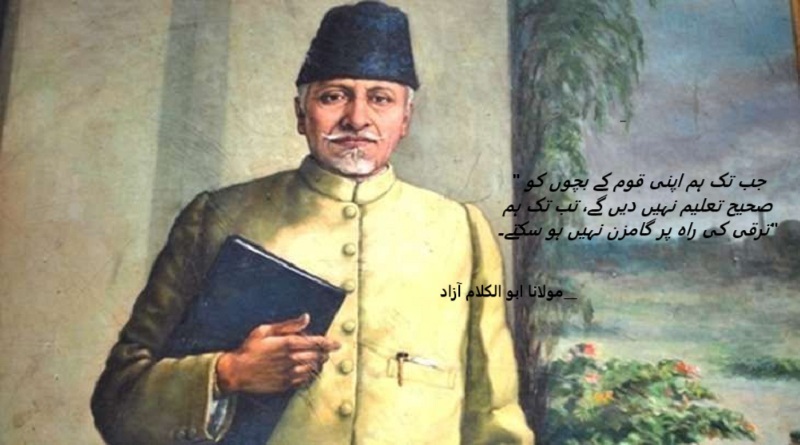 "جب تک ہم اپنی قوم کے بچوں کو
صحیح تعلیم نہیں دیں گے، تب تک ہم
ترقی کی راہ پر گامزن نہیں ہو سکتے۔"
__مولانا ابو الکلام آزاد